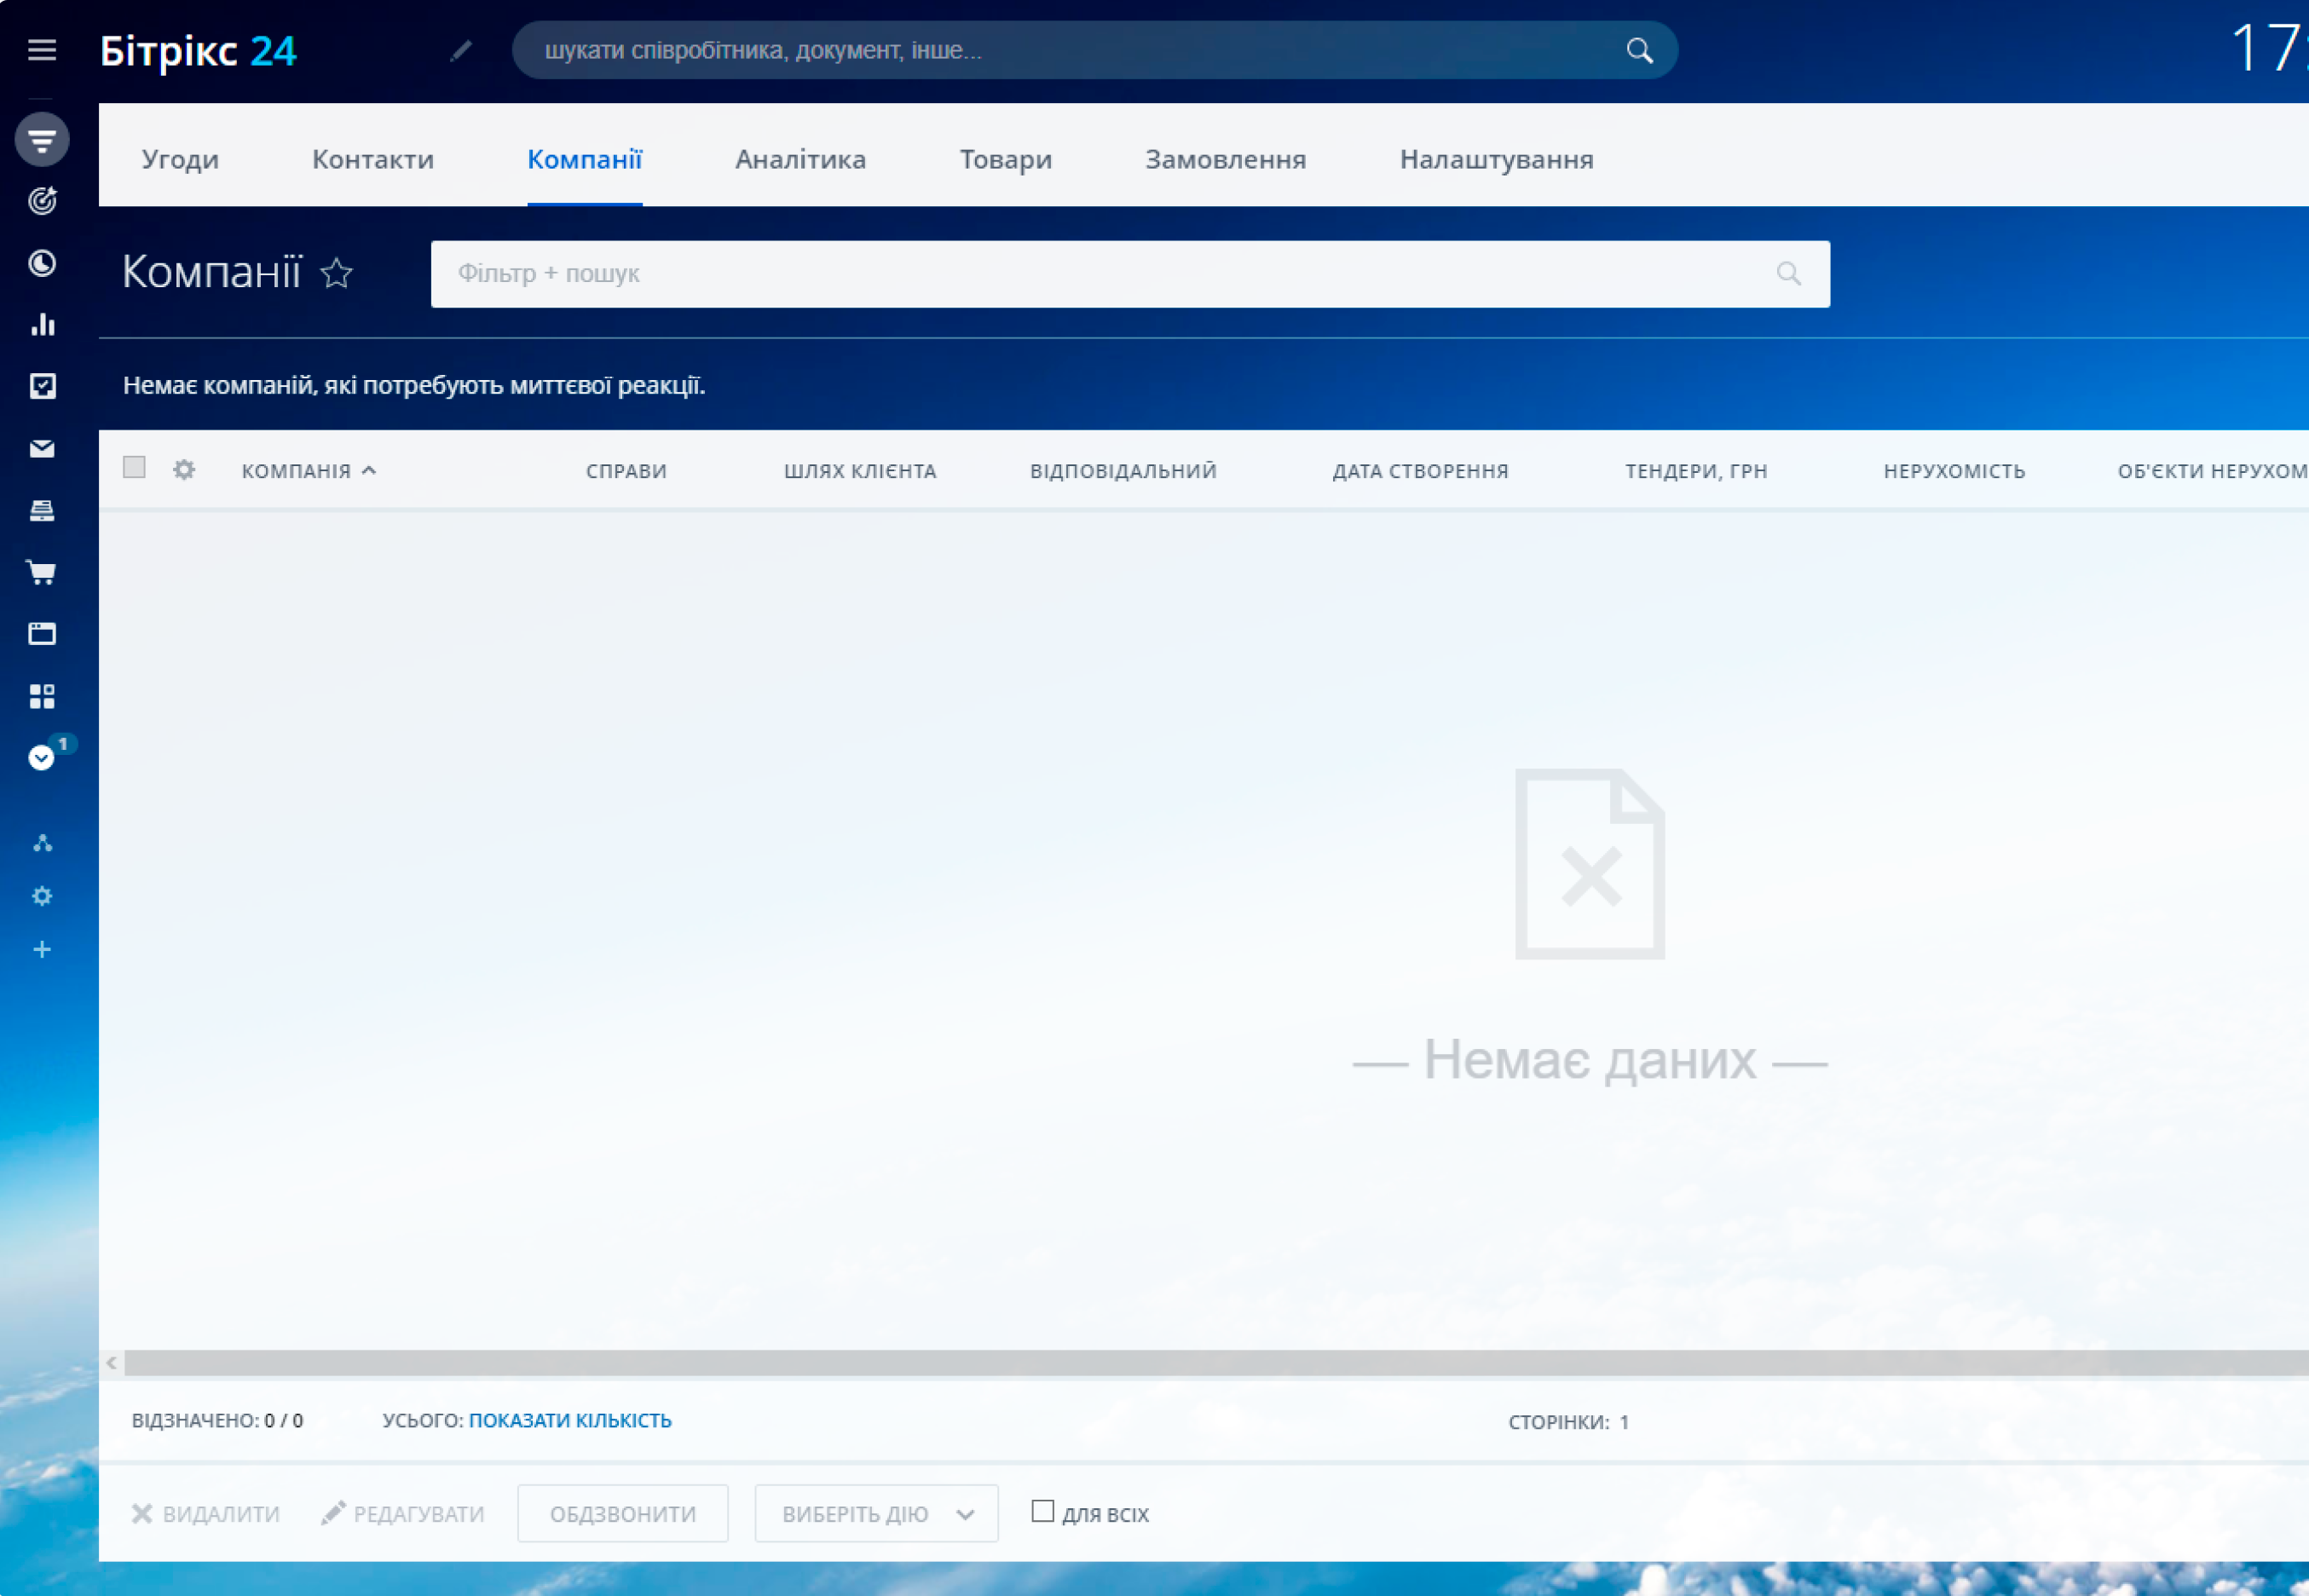 Бітрікс 24
шукати співробітника, документ, інше...
17:
Угоди Контакти Компанії Аналітика Товари Замовлення Налаштування
Компанії
Фільтр + пошук
Немає компаній, які потребують миттєвої реакції.
КОМПАНІЯ СПРАВИ ШЛЯХ КЛІЄНТА ВІДПОВІДАЛЬНИЙ ДАТА СТВОРЕННЯ ТЕНДЕРИ, ГРН НЕРУХОМІСТЬ ОБ'ЄКТИ НЕРУХОМ
1
— Немає даних —
ВІДЗНАЧЕНО: 0 / 0 УСЬОГО: ПОКАЗАТИ КІЛЬКІСТЬ СТОРІНКИ: 1
ВИДАЛИТИ РЕДАГУВАТИ ОБДЗВОНИТИ ВИБЕРІТЬ ДІЮ ДЛЯ ВСІХ